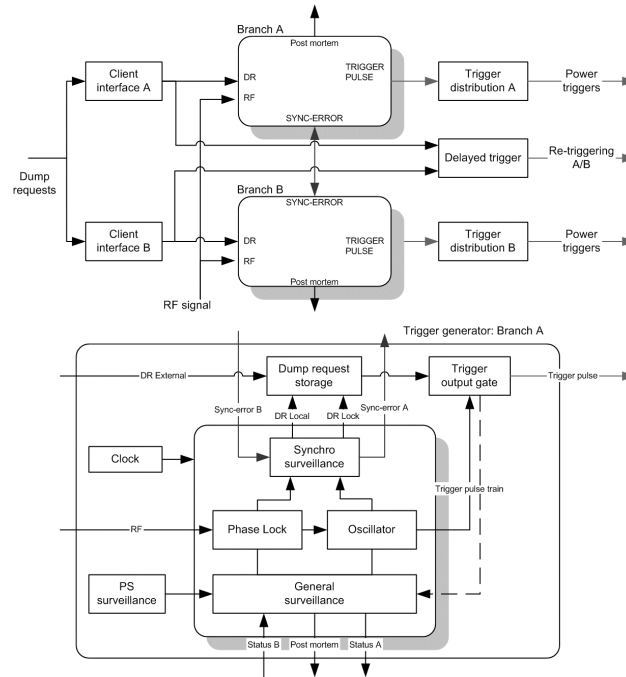 Branch A
Post mortem
Client
interface A
DR
RF
TRIGGER
PULSE
SYNC-ERROR
Trigger
distribution A
Power
triggers
Dump
requests
Delayed trigger
Re-triggering
A/B
Branch B
SYNC-ERROR
Client
interface B
DR
RF
TRIGGER
PULSE
Post mortem
Trigger
distribution B
Power
triggers
RF signal
Trigger generator: Branch A
DR External
Dump request
storage
Trigger
output gate
Trigger pulse
Sync-error B
DR Local
DR Lock
Sync-error A
Clock
Synchro
surveillance
Trigger pulse train
RF
Phase Lock
Oscillator
PS
surveillance
General
surveillance
Status B
Post mortem
Status A